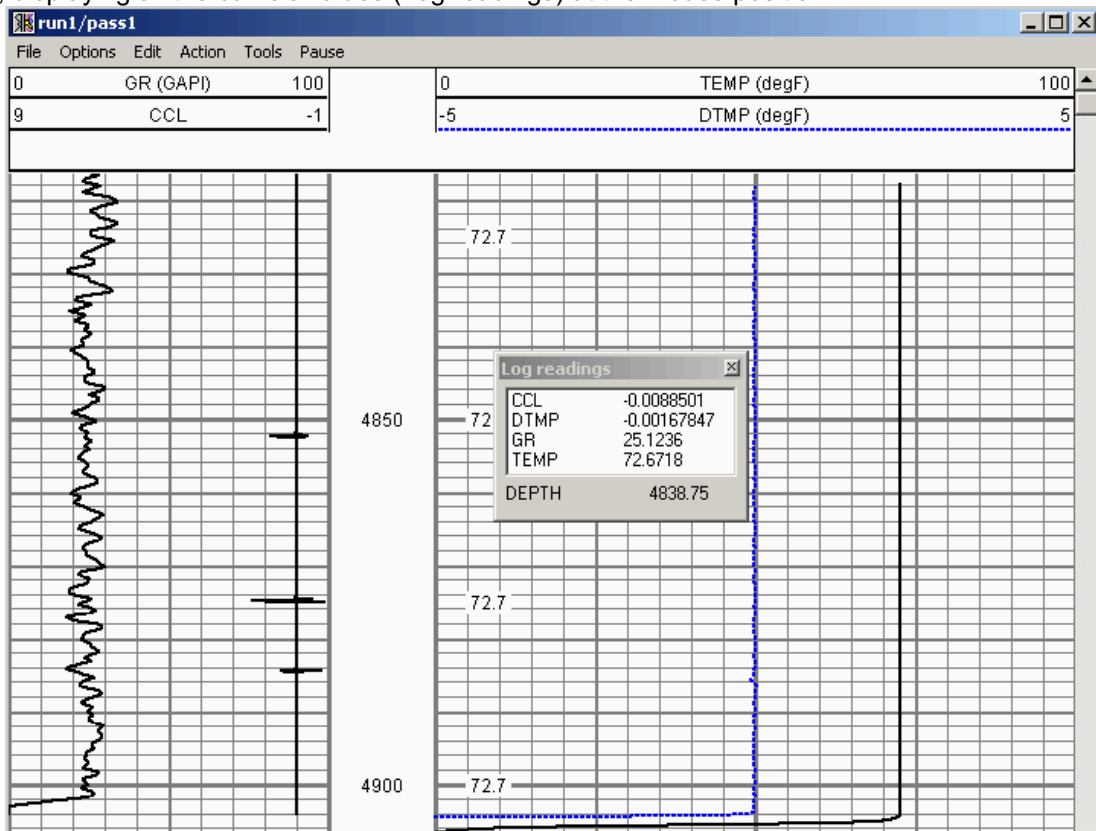 run1/pass1
File Options Edit Action Tools Pause
0 GR (GAPI) 100 0 TEMP (degF) 100
9 CCL -1 -5 DTMP (degF) 5
72.7
Log readings
CCL -0.0088501
4850 72 DTMP -0.00167847
GR 25.1236
TEMP 72.6718
DEPTH 4838.75
72.7
4900 72.7